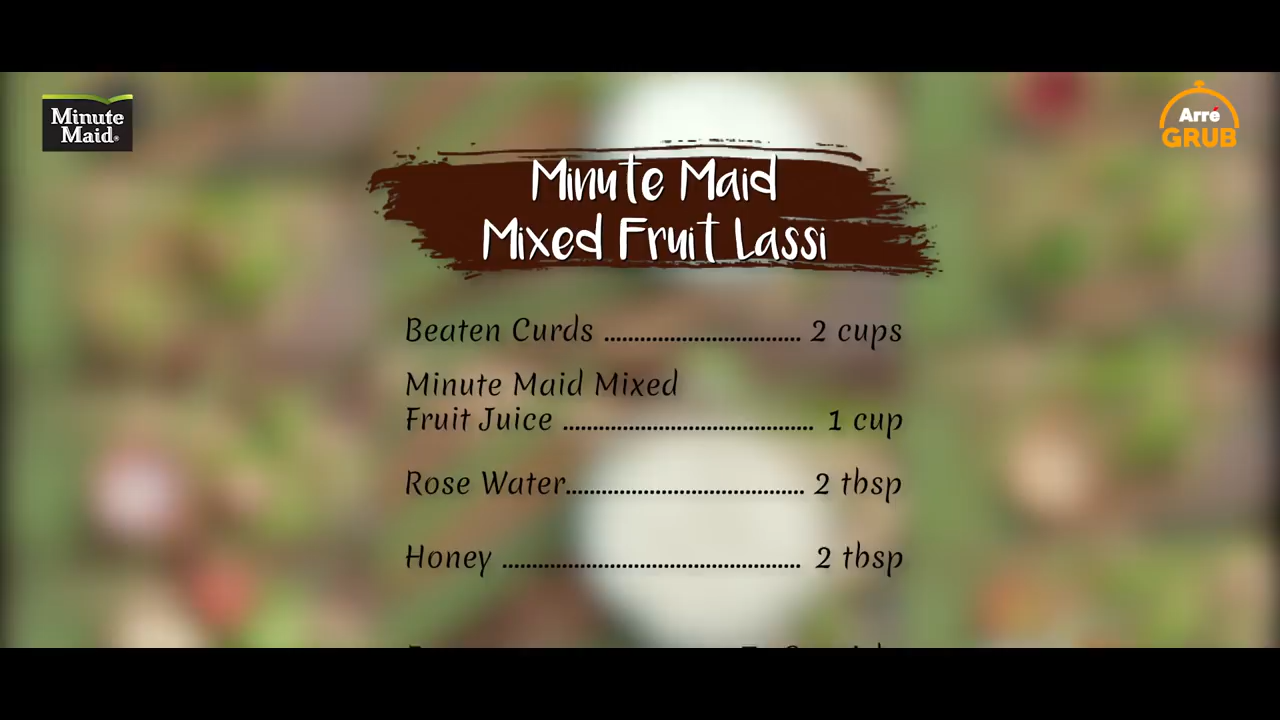 Minute
Maid®
Arré
GRUB
Minute Maid
Mixed Fruit Lassi
Beaten Curds ................................. 2 cups
Minute Maid Mixed
Fruit Juice .......................................... 1 cup
Rose Water........................................ 2 tbsp
Honey .................................................. 2 tbsp